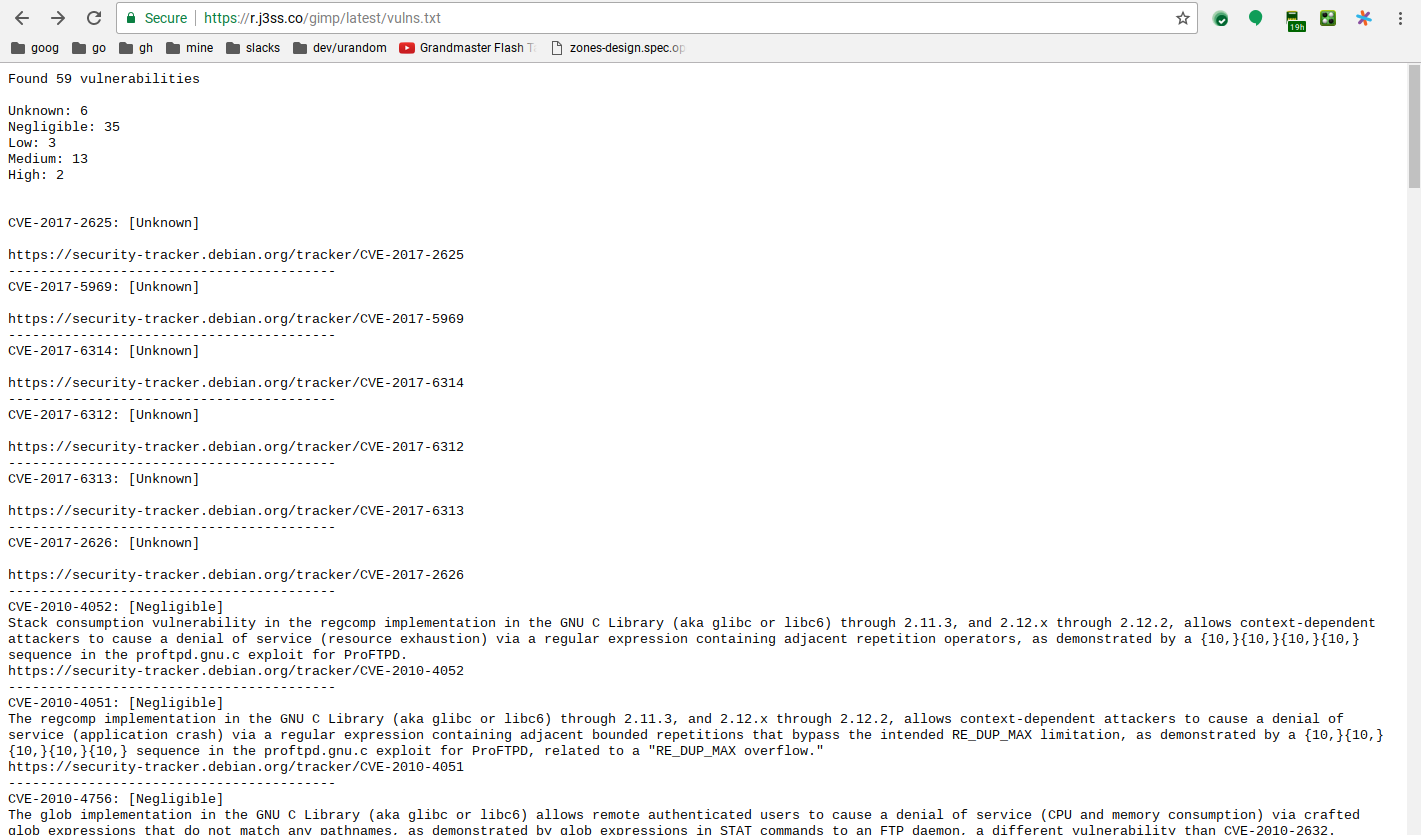 Secure https://r.j3ss.co/gimp/latest/vulns.txt
19h
goog go gh mine slacks dev/urandom Grandmaster Flash zones-design.spec.op
Found 59 vulnerabilities
Unknown: 6
Negligible: 35
Low: 3
Medium: 13
High: 2
CVE-2017-2625: [Unknown]
https://security-tracker.debian.org/tracker/CVE-2017-2625
-----------------------------------------
CVE-2017-5969: [Unknown]
https://security-tracker.debian.org/tracker/CVE-2017-5969
-----------------------------------------
CVE-2017-6314: [Unknown]
https://security-tracker.debian.org/tracker/CVE-2017-6314
-----------------------------------------
CVE-2017-6312: [Unknown]
https://security-tracker.debian.org/tracker/CVE-2017-6312
-----------------------------------------
CVE-2017-6313: [Unknown]
https://security-tracker.debian.org/tracker/CVE-2017-6313
-----------------------------------------
CVE-2017-2626: [Unknown]
https://security-tracker.debian.org/tracker/CVE-2017-2626
-----------------------------------------
CVE-2010-4052: [Negligible]
Stack consumption vulnerability in the regcomp implementation in the GNU C Library (aka glibc or libc6) through 2.11.3, and 2.12.x through 2.12.2, allows context-dependent
attackers to cause a denial of service (resource exhaustion) via a regular expression containing adjacent repetition operators, as demonstrated by a {10,}{10,}{10,}{10,}
sequence in the proftpd.gnu.c exploit for ProFTPD.
https://security-tracker.debian.org/tracker/CVE-2010-4052
-----------------------------------------
CVE-2010-4051: [Negligible]
The regcomp implementation in the GNU C Library (aka glibc or libc6) through 2.11.3, and 2.12.x through 2.12.2, allows context-dependent attackers to cause a denial of
service (application crash) via a regular expression containing adjacent bounded repetitions that bypass the intended RE_DUP_MAX limitation, as demonstrated by a {10,}{10,}
{10,}{10,}{10,} sequence in the proftpd.gnu.c exploit for ProFTPD, related to a "RE_DUP_MAX overflow."
https://security-tracker.debian.org/tracker/CVE-2010-4051
-----------------------------------------
CVE-2010-4756: [Negligible]
The glob implementation in the GNU C Library (aka glibc or libc6) allows remote authenticated users to cause a denial of service (CPU and memory consumption) via crafted
glob expressions that do not match any pathnames, as demonstrated by glob expressions in STAT commands to an FTP daemon, a different vulnerability than CVE-2010-2632.